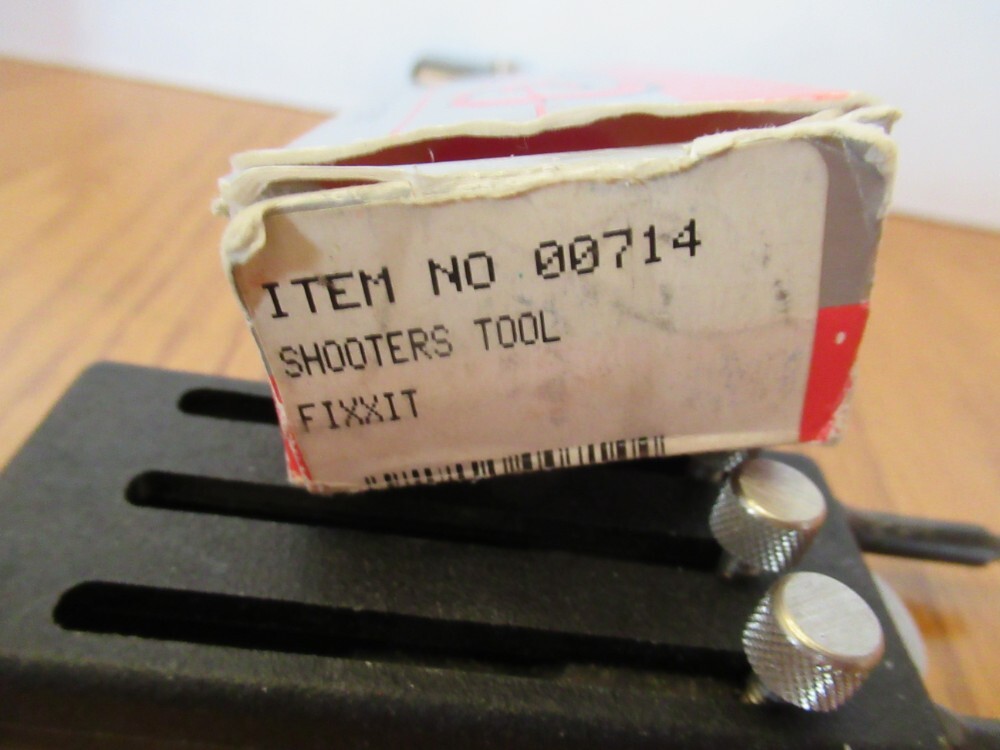 ITEM NO 00714
SHOOTERS TOOL
FIXXIT